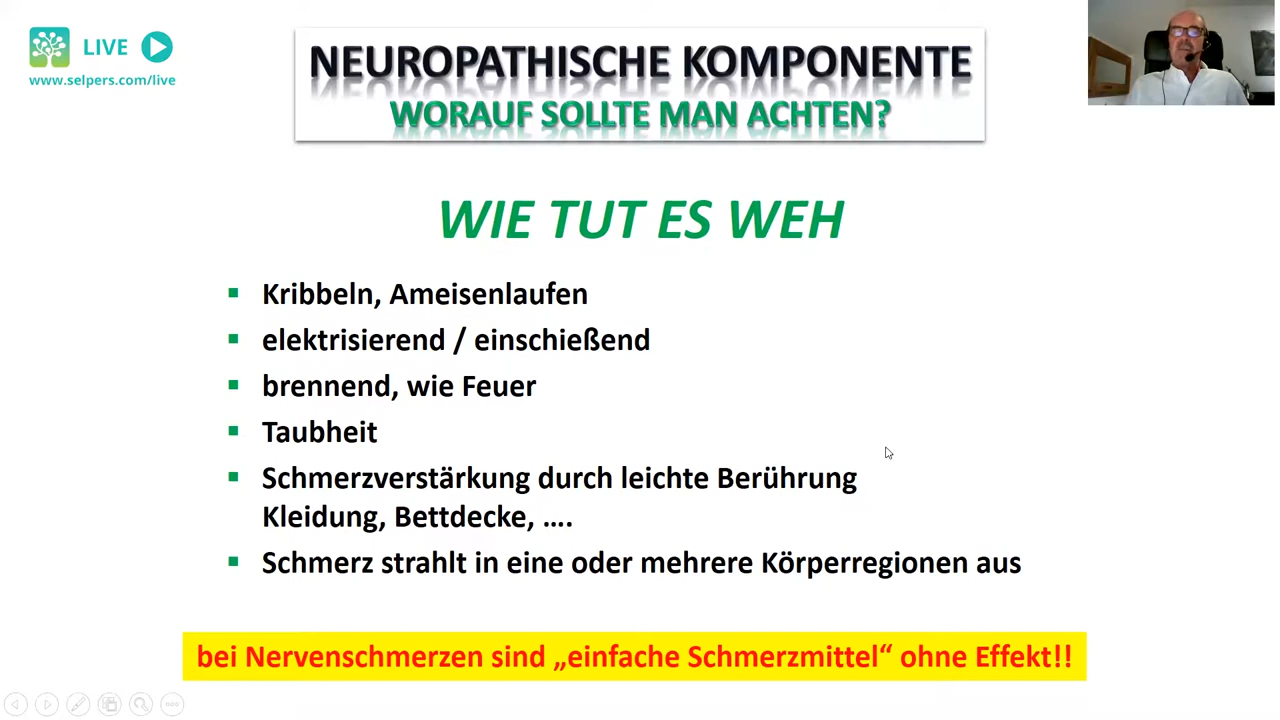 LIVE
www.selpers.com/live
NEUROPATHISCHE KOMPONENTE
WORAUF SOLLTE MAN ACHTEN?
WIE TUT ES WEH
Kribbeln, Ameisenlaufen
elektrisierend / einschießend
brennend, wie Feuer
Taubheit
Schmerzverstärkung durch leichte Berührung
Kleidung, Bettdecke, ....
Schmerz strahlt in eine oder mehrere Körperregionen aus
bei Nervenschmerzen sind „einfache Schmerzmittel“ ohne Effekt!!